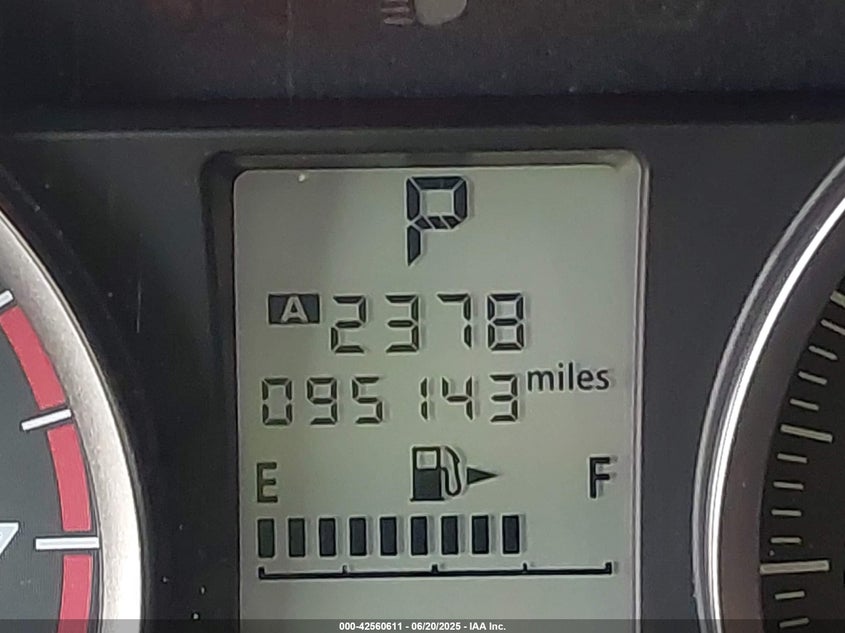 P
A 2378
095143 miles
E F
000-42560611 - 06/20/2025 - IAA Inc.